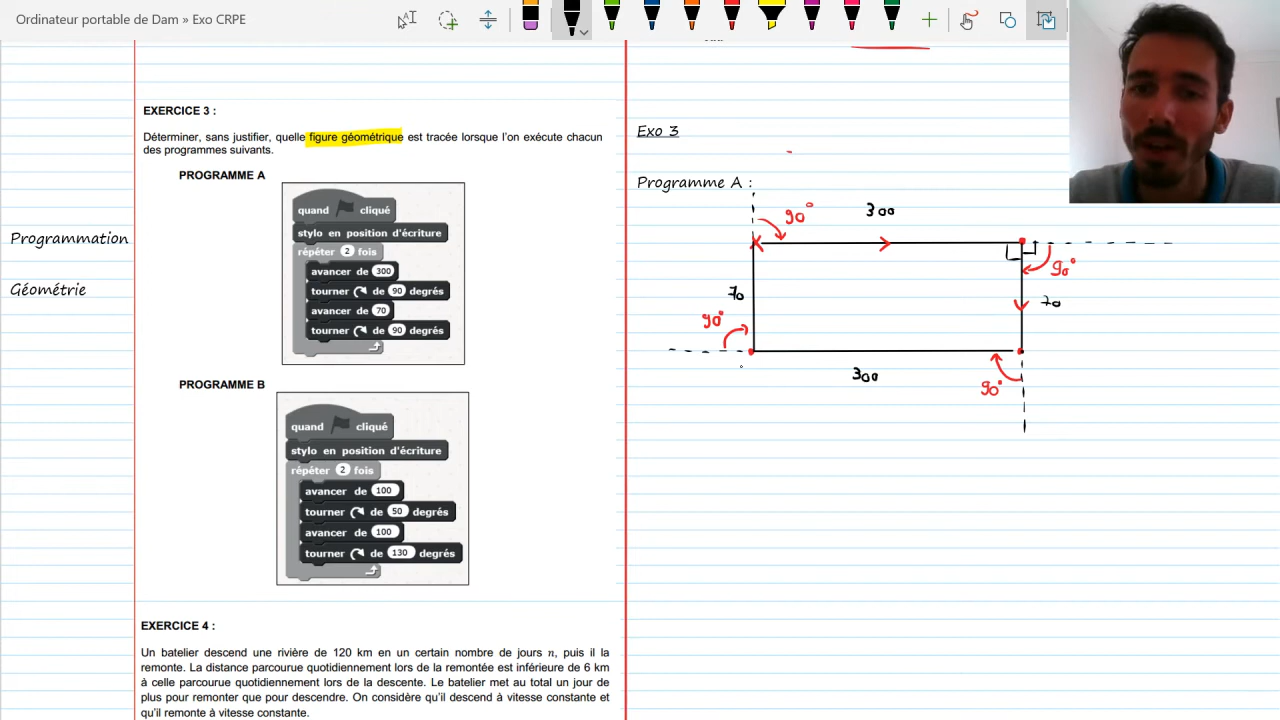 Ordinateur portable de Dam » Exo CRPE
EXERCICE 3 :
Déterminer, sans justifier, quelle figure géométrique est tracée lorsque l'on exécute chacun
des programmes suivants.
PROGRAMME A
quand cliqué
stylo en position d'écriture
répéter 2 fois
avancer de 300
tourner de 90 degrés
avancer de 70
tourner de 90 degrés
PROGRAMME B
quand cliqué
stylo en position d'écriture
répéter 2 fois
avancer de 100
tourner de 50 degrés
avancer de 100
tourner de 130 degrés
Programmation
Géométrie
EXERCICE 4 :
Un batelier descend une rivière de 120 km en un certain nombre de jours n, puis il la
remonte. La distance parcourue quotidiennement lors de la remontée est inférieure de 6 km
à celle parcourue quotidiennement lors de la descente. Le batelier met au total un jour de
plus pour remonter que pour descendre. On considère qu'il descend à vitesse constante et
qu'il remonte à vitesse constante.
Exo 3
Programme A :
90°
300
90°
70
70
90°
300
90°